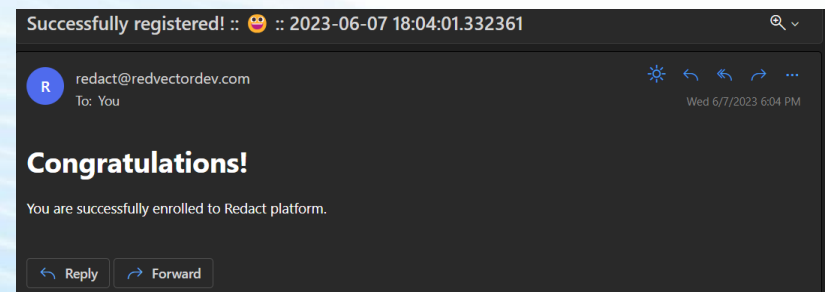 Successfully registered! :: 😀 :: 2023-06-07 18:04:01.332361
R
redact@redvectordev.com
To: You
Wed 6/7/2023 6:04 PM
Congratulations!
You are successfully enrolled to Redact platform.
Reply
Forward